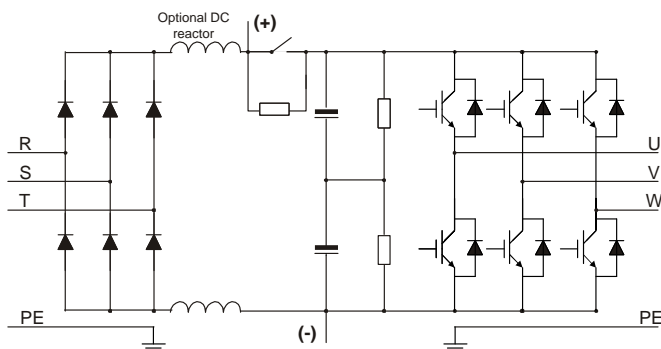 Optional DC
reactor
(+)
R
S
T
U
V
W
PE
(-)
PE